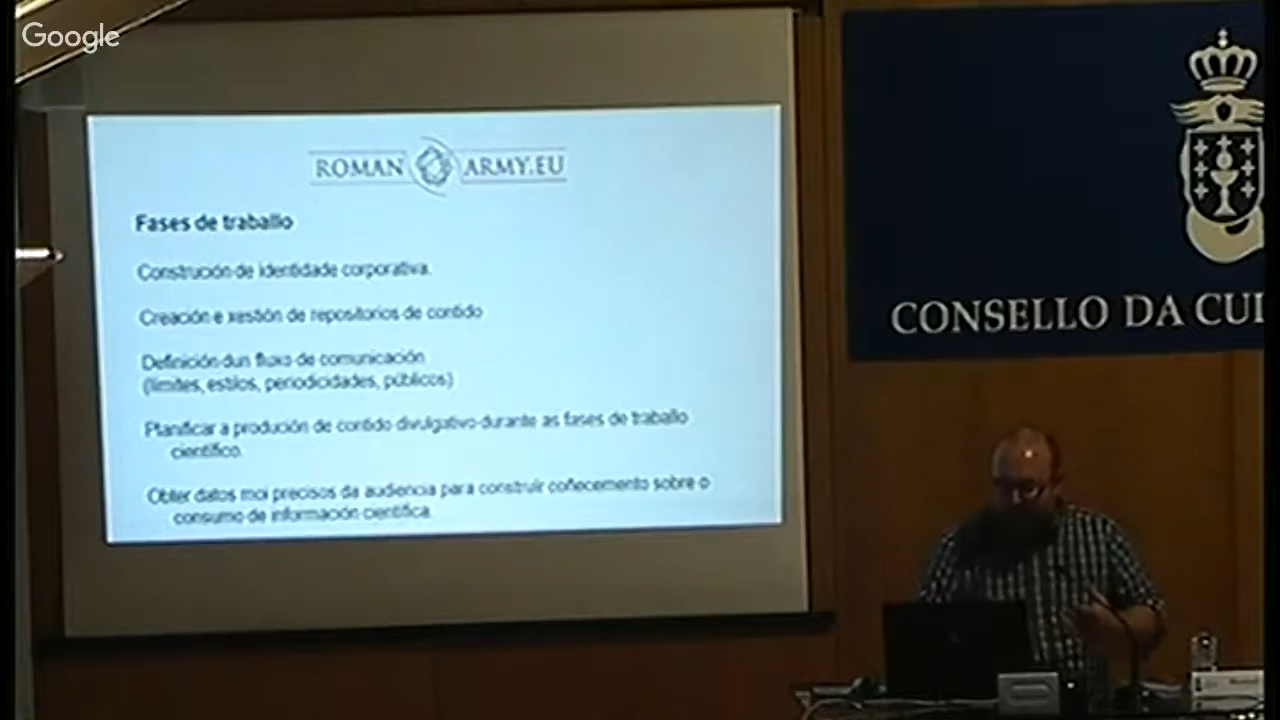 Google
ROMAN ARMY.EU
Fases de traballo
Construción de identidade corporativa.
Creación e xestión de repositorios de contido
Definición dun fluxo de comunicación
(límites, estilos, periodicidades, públicos)
Planificar a produción de contido divulgativo durante as fases de traballo
científico.
Obter datos moi precisos da audiencia para construír coñecemento sobre o
consumo de información científica.
CONSELLO DA CUL